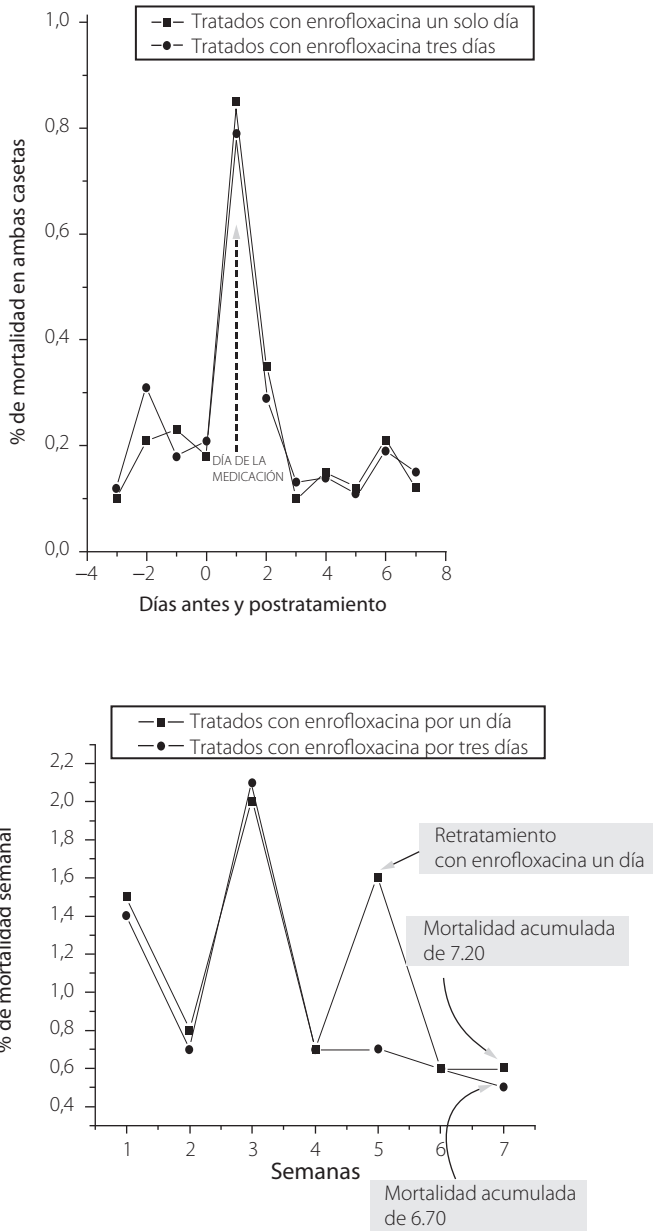 Tratados con enrofloxacina un solo día
Tratados con enrofloxacina tres días
1,0
0,8
0,6
0,4
0,2
0,0
% de mortalidad en ambas casetas
DÍA DE LA
MEDICACIÓN
−4 −2 0 2 4 6 8
Días antes y postratamiento
Tratados con enrofloxacina por un día
Tratados con enrofloxacina por tres días
2,2
2,0
1,8
1,6
1,4
1,2
1,0
0,8
0,6
0,4
% de mortalidad semanal
Retratamiento
con enrofloxacina un día
Mortalidad acumulada
de 7.20
1 2 3 4 5 6 7
Semanas
Mortalidad acumulada
de 6.70